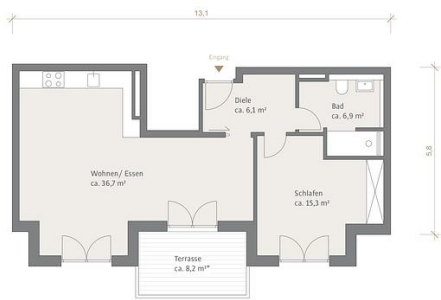 13,1
Eingang
Diele
ca. 6,1 m²
Bad
ca. 6,9 m²
5,8
Wohnen/ Essen
ca. 36,7 m²
Schlafen
ca. 15,3 m²
Terrasse
ca. 8,2 m²*